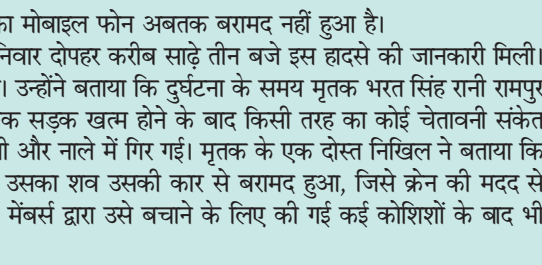 का मोबाइल फोन अबतक बरामद नहीं हुआ है।
निवार दोपहर करीब साढ़े तीन बजे इस हादसे की जानकारी मिली।
। उन्होंने बताया कि दुर्घटना के समय मृतक भरत सिंह रानी रामपुर
क सड़क खत्म होने के बाद किसी तरह का कोई चेतावनी संकेत
ी और नाले में गिर गई। मृतक के एक दोस्त निखिल ने बताया कि
उसका शव उसकी कार से बरामद हुआ, जिसे क्रेन की मदद से
मेंबर्स द्वारा उसे बचाने के लिए की गई कई कोशिशों के बाद भी